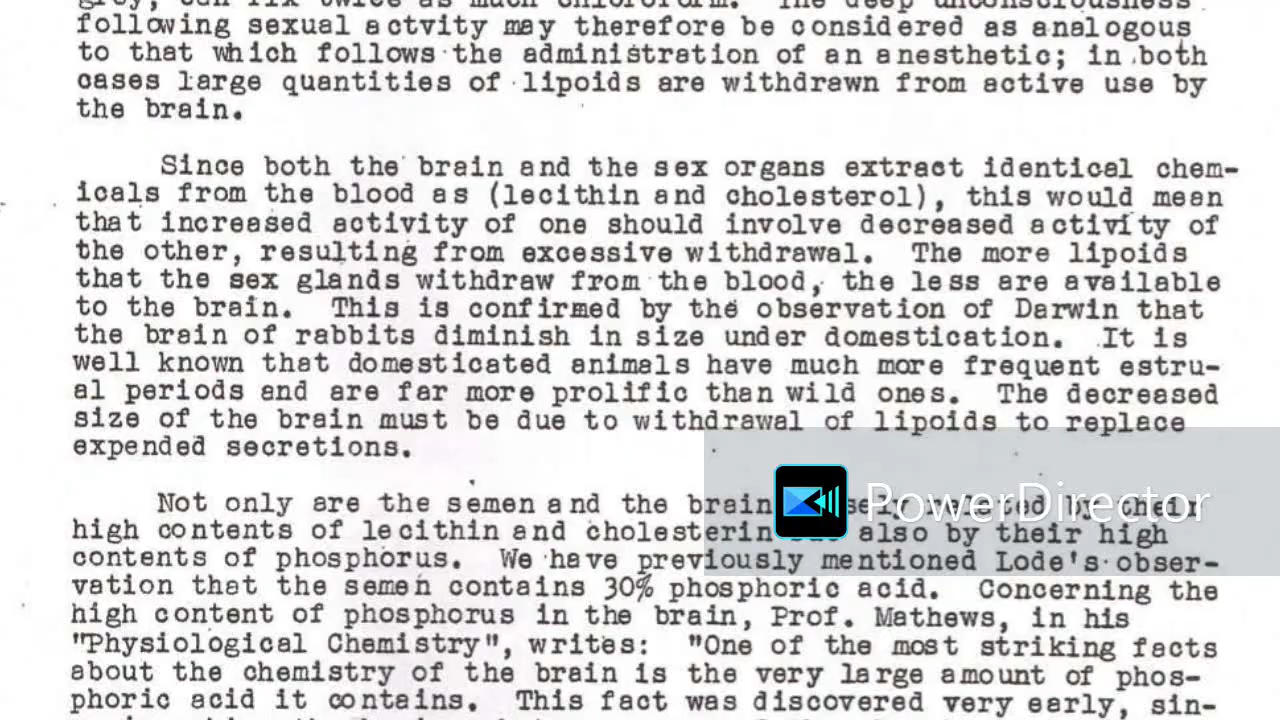 following sexual actvity may therefore be considered as analogous
to that which follows the administration of an anesthetic; in both
cases large quantities of lipoids are withdrawn from active use by
the brain.
Since both the brain and the sex organs extract identical chem-
icals from the blood as (lecithin and cholesterol), this would mean
that increased activity of one should involve decreased activity of
the other, resulting from excessive withdrawal. The more lipoids
that the sex glands withdraw from the blood, the less are available
to the brain. This is confirmed by the observation of Darwin that
the brain of rabbits diminish in size under domestication. It is
well known that domesticated animals have much more frequent estru-
al periods and are far more prolific than wild ones. The decreased
size of the brain must be due to withdrawal of lipoids to replace
expended secretions.
Not only are the semen and the brain related by their
PowerDirector
high contents of lecithin and cholesterin also by their high
contents of phosphorus. We have previously mentioned Lode's obser-
vation that the semen contains 30% phosphoric acid. Concerning the
high content of phosphorus in the brain, Prof. Mathews, in his
"Physiological Chemistry", writes: "One of the most striking facts
about the chemistry of the brain is the very large amount of phos-
phoric acid it contains. This fact was discovered very early, sin-